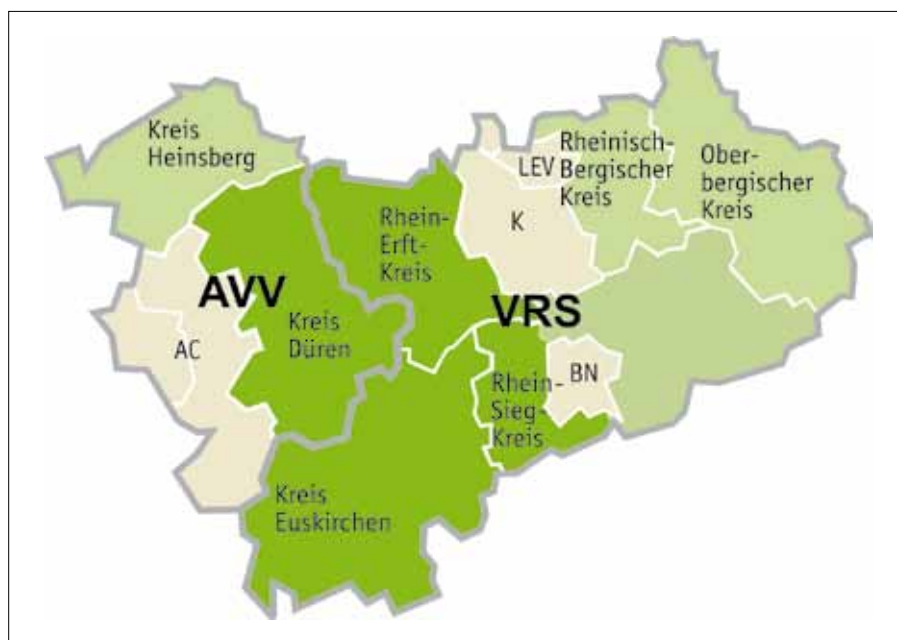 Kreis
Heinsberg
AVV
AC
Kreis
Düren
Rhein-
Erft-
Kreis
LEV
K
Rheinisch-
Bergischer
Kreis
Ober-
bergischer
Kreis
VRS
BN
Rhein-
Sieg-
Kreis
Kreis
Euskirchen